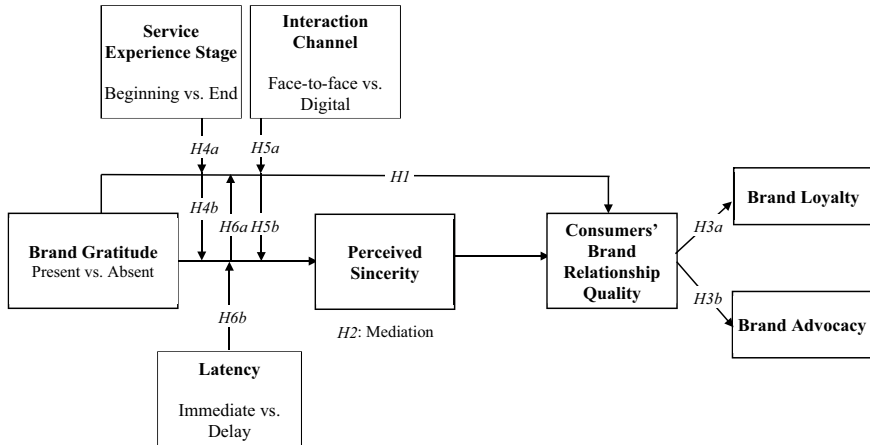 Service
Experience Stage
Beginning vs. End
Interaction
Channel
Face-to-face vs.
Digital
H4a
H5a
H1
H4b
H6a
H5b
Brand Gratitude
Present vs. Absent
Perceived
Sincerity
Consumers’
Brand
Relationship
Quality
H3a
H3b
Brand Loyalty
Brand Advocacy
H6b
H2: Mediation
Latency
Immediate vs.
Delay